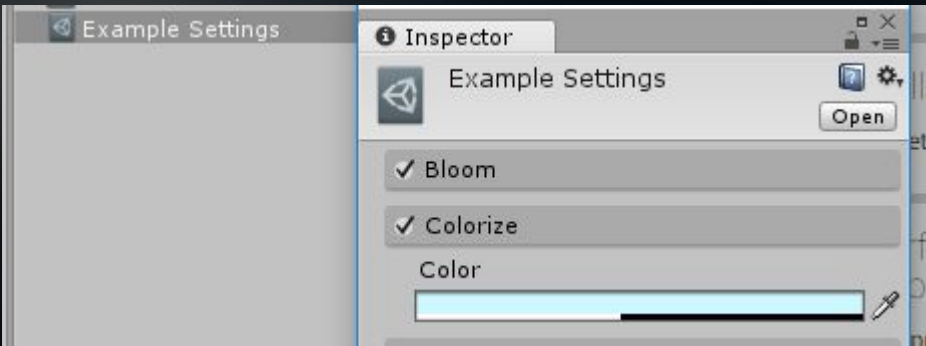 Example Settings
Inspector
Example Settings
Open
Bloom
Colorize
Color